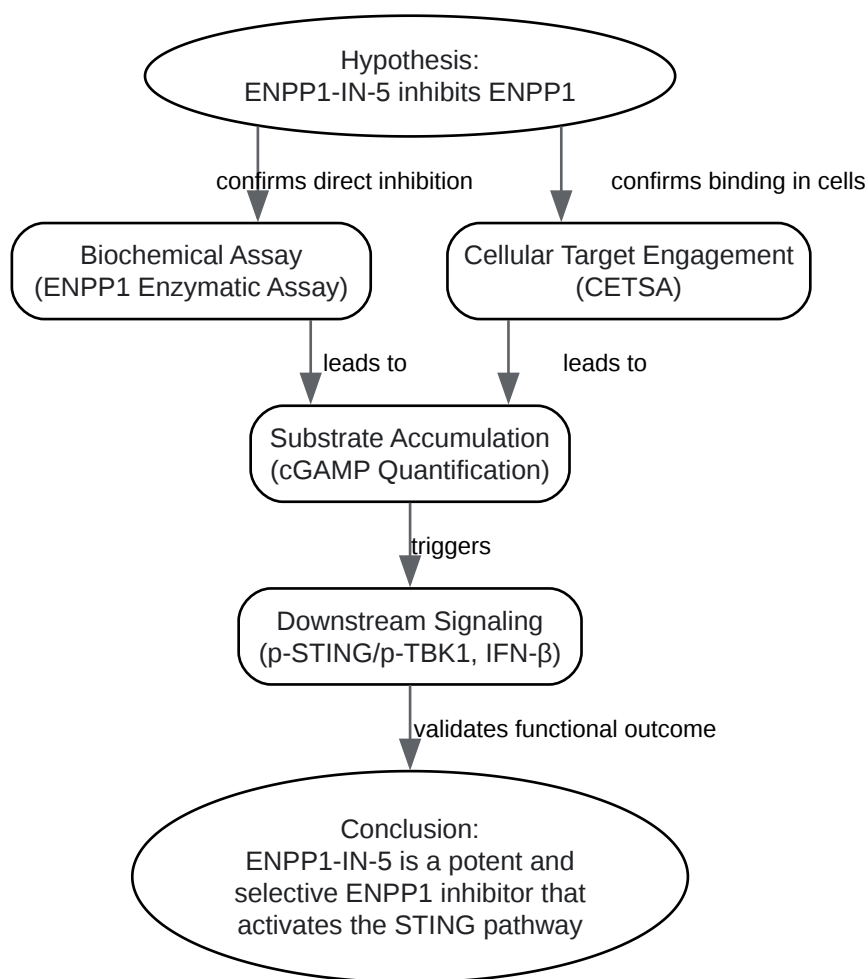 Hypothesis:
ENPP1-IN-5 inhibits ENPP1
confirms direct inhibition
confirms binding in cells
Biochemical Assay
(ENPP1 Enzymatic Assay)
Cellular Target Engagement
(CETSA)
leads to
leads to
Substrate Accumulation
(cGAMP Quantification)
triggers
Downstream Signaling
(p-STING/p-TBK1, IFN-β)
validates functional outcome
Conclusion:
ENPP1-IN-5 is a potent and
selective ENPP1 inhibitor that
activates the STING pathway